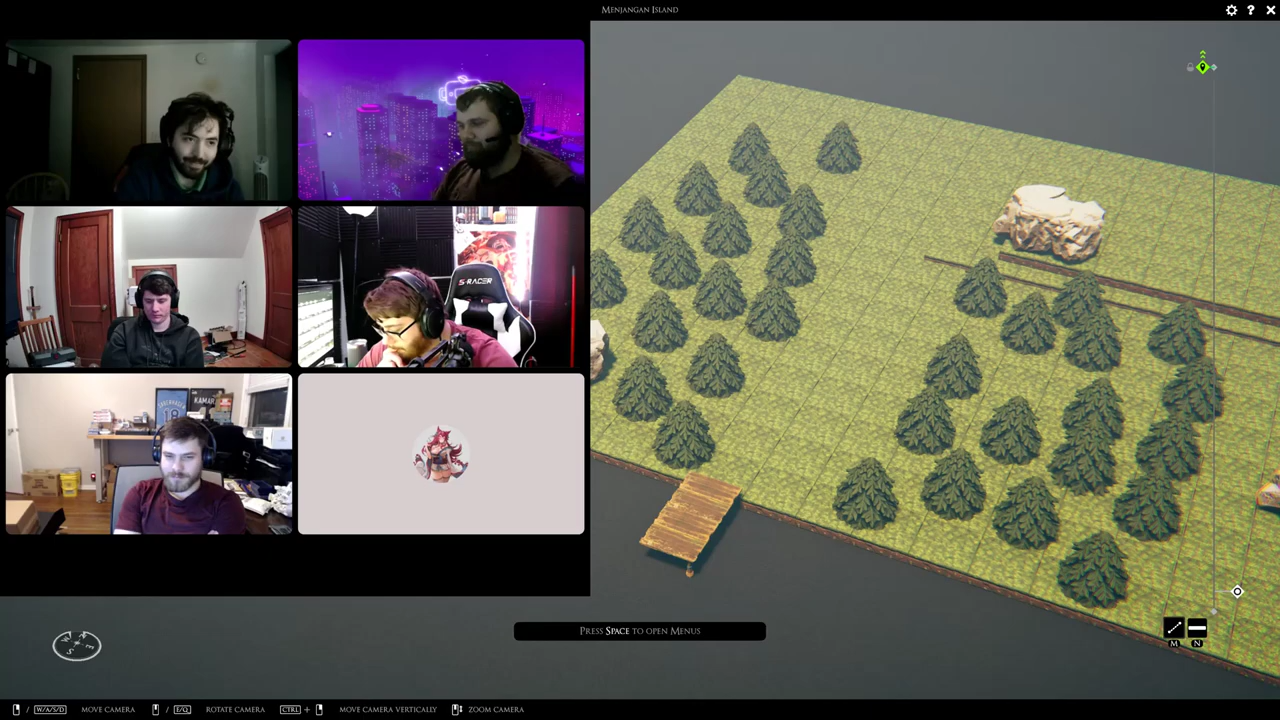 Menjangan Island
?
S-RACER
18
KAMAR
W
E
S
Press Space to open Menus
M
N
/ W/A/S/D Move Camera
/ E/Q Rotate Camera
CTRL + Move Camera Vertically
Zoom Camera